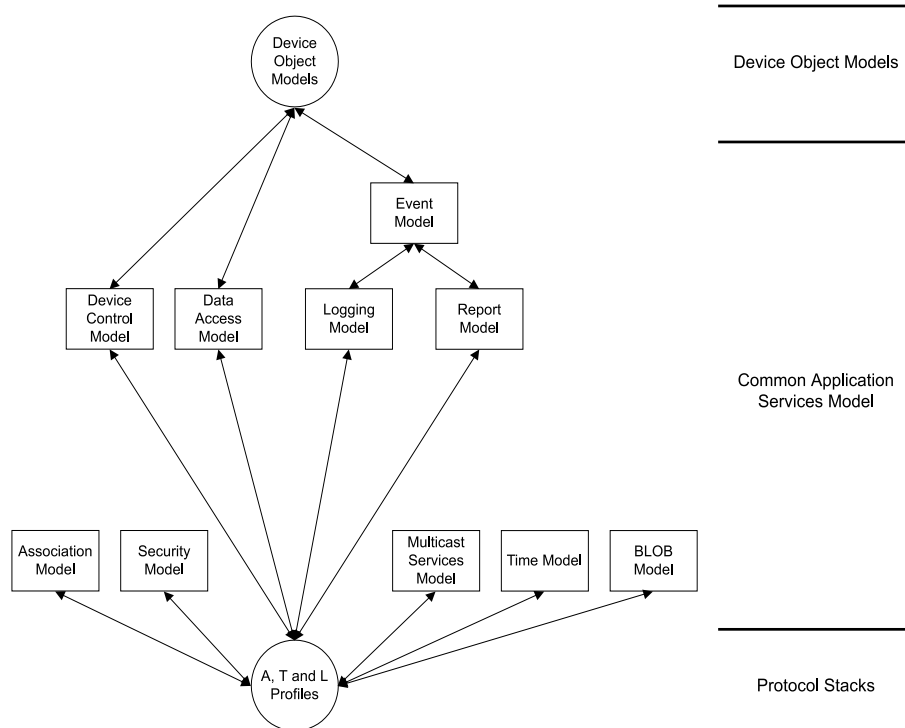 Device
Object
Models
Device Object Models
Event
Model
Device
Control
Model
Data
Access
Model
Logging
Model
Report
Model
Common Application
Services Model
Association
Model
Security
Model
Multicast
Services
Model
Time Model
BLOB
Model
A, T and L
Profiles
Protocol Stacks